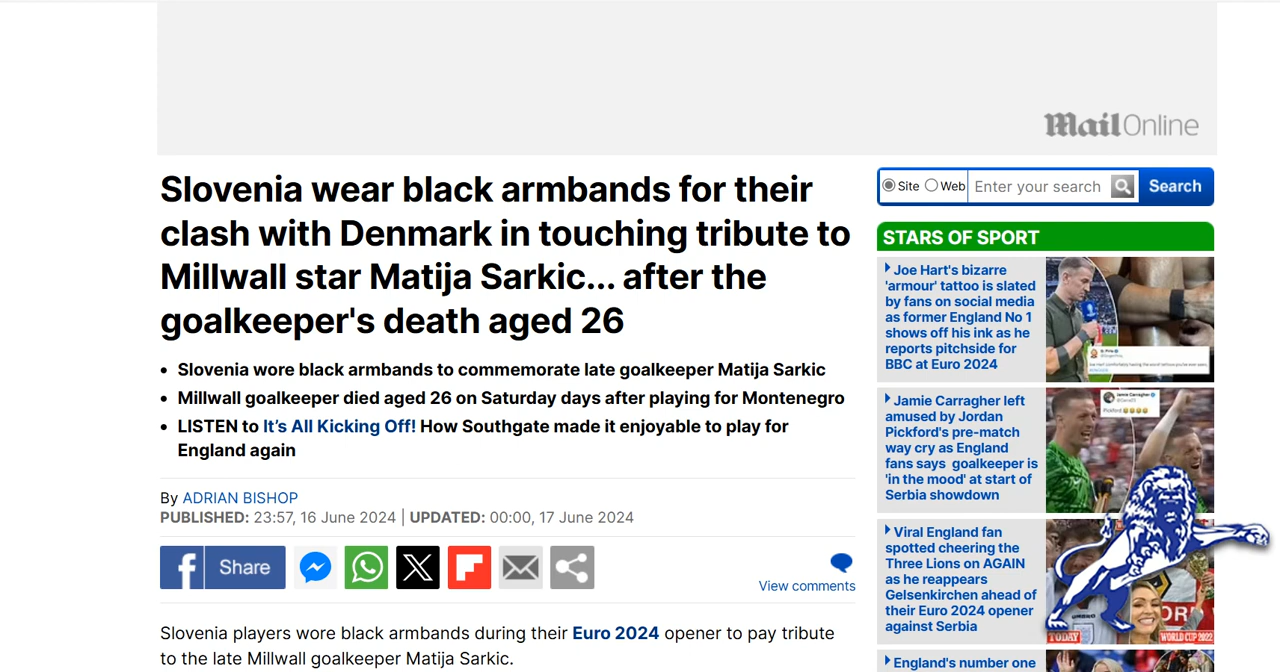 MailOnline
Slovenia wear black armbands for their
clash with Denmark in touching tribute to
Millwall star Matija Sarkic... after the
goalkeeper's death aged 26
• Slovenia wore black armbands to commemorate late goalkeeper Matija Sarkic
• Millwall goalkeeper died aged 26 on Saturday days after playing for Montenegro
• LISTEN to It's All Kicking Off! How Southgate made it enjoyable to play for
England again
By ADRIAN BISHOP
PUBLISHED: 23:57, 16 June 2024 | UPDATED: 00:00, 17 June 2024
Share
View comments
Slovenia players wore black armbands during their Euro 2024 opener to pay tribute
to the late Millwall goalkeeper Matija Sarkic.
Site Web Enter your search Search
STARS OF SPORT
Joe Hart's bizarre
'armour' tattoo is slated
by fans on social media
as former England No 1
shows off his ink as he
reports pitchside for
BBC at Euro 2024
Jamie Carragher left
amused by Jordan
Pickford's pre-match
way cry as England
fans says goalkeeper is
'in the mood' at start of
Serbia showdown
Viral England fan
spotted cheering the
Three Lions on AGAIN
as he reappears
Gelsenkirchen ahead of
their Euro 2024 opener
against Serbia
TODAY
WORLD CUP 2022
England's number one